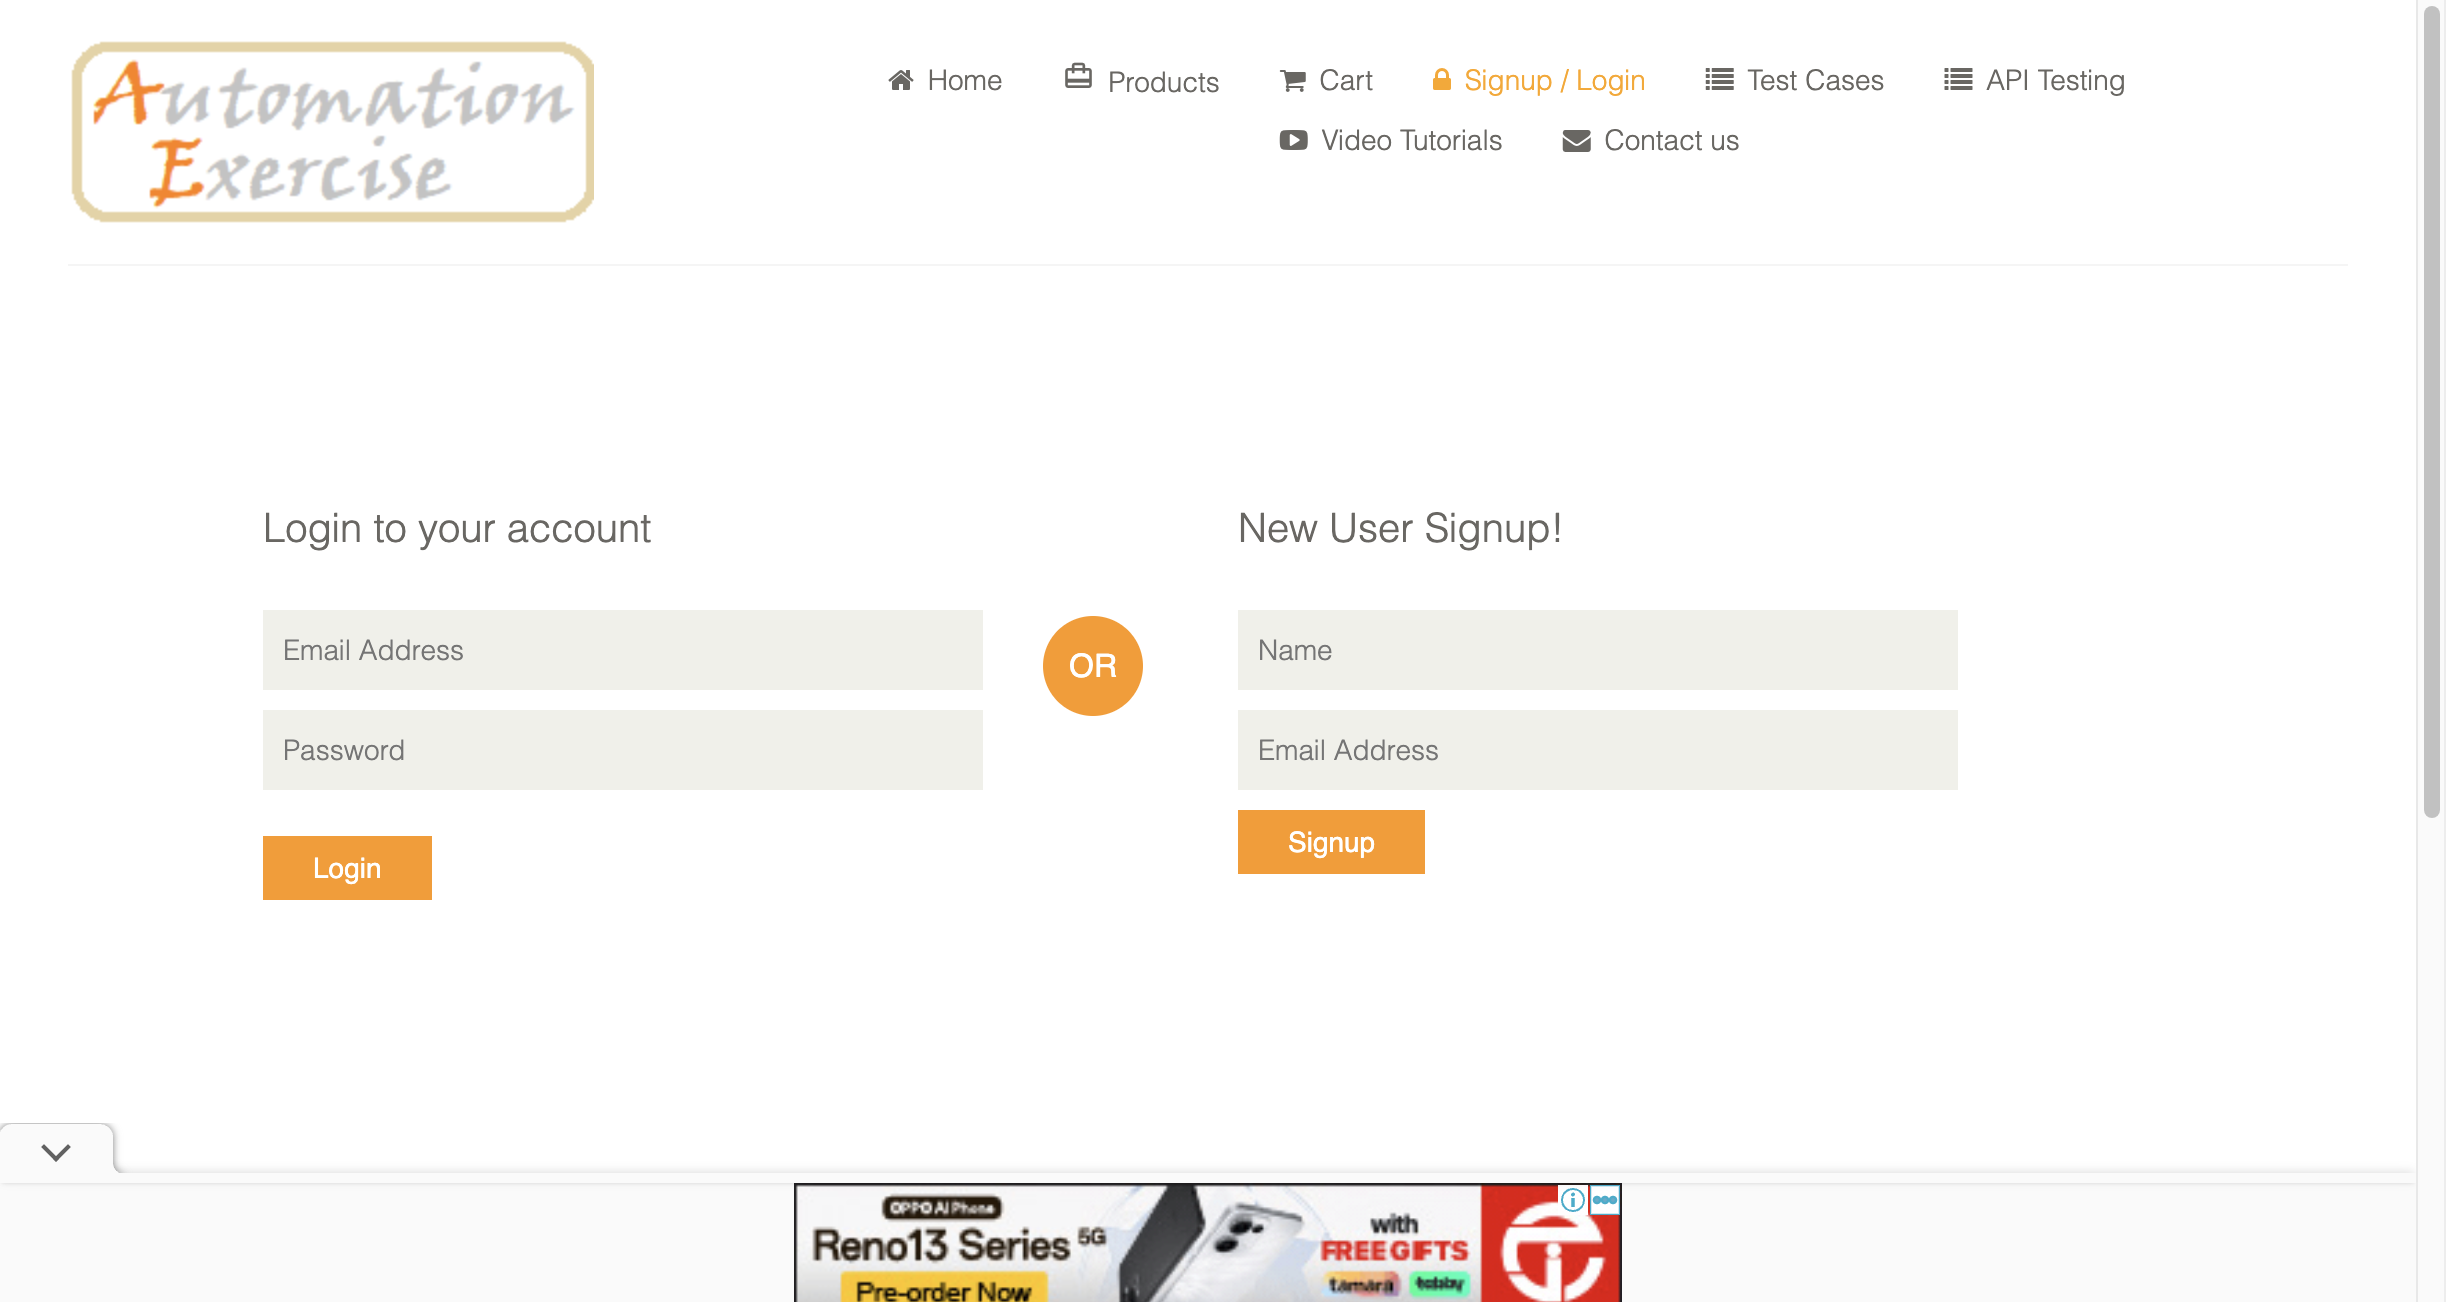 Automation
Exercise
Home
Products
Cart
Signup / Login
Test Cases
API Testing
Video Tutorials
Contact us
Login to your account
Email Address
Password
Login
OR
New User Signup!
Name
Email Address
Signup
OPPO AI Phone
Reno13 Series 5G
Pre-order Now
with
FREE GIFTS
tamara
tabby